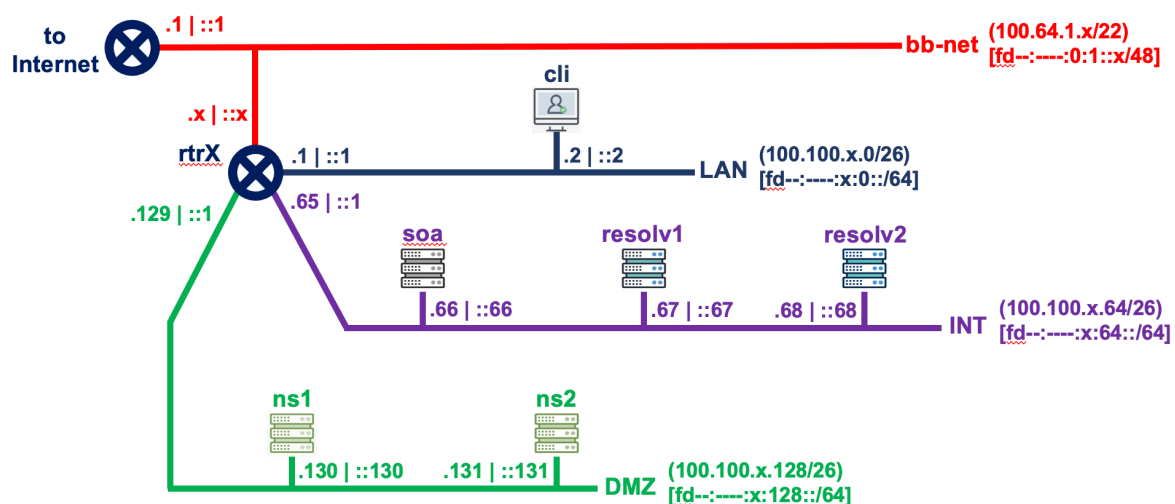 .1 | ::1
to
Internet
bb-net
(100.64.1.x/22)
[fd--:----:0:1::x/48]
cli
.x | ::x
rtrX
.1 | ::1
.2 | ::2
LAN
(100.100.x.0/26)
[fd--:----:x:0::/64]
.129 | ::1
.65 | ::1
soa
resolv1
resolv2
.66 | ::66
.67 | ::67
.68 | ::68
INT
(100.100.x.64/26)
[fd--:----:x:64::/64]
ns1
ns2
.130 | ::130
.131 | ::131
DMZ
(100.100.x.128/26)
[fd--:----:x:128::/64]